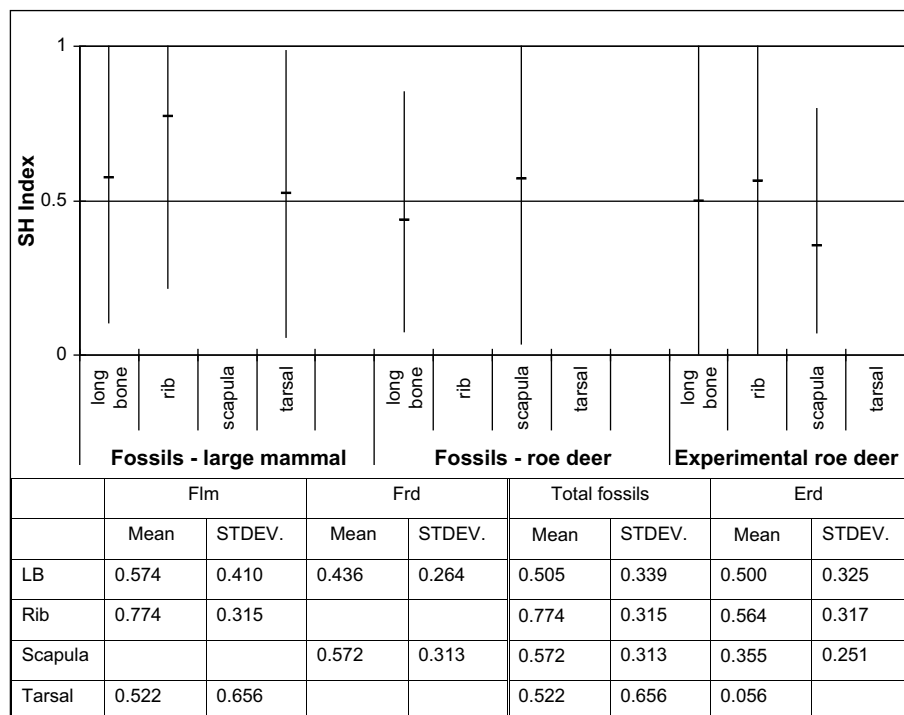 1
SH Index
0.5
0
long bone
rib
scapula
tarsal
long bone
rib
scapula
tarsal
long bone
rib
scapula
tarsal
Fossils - large mammal Fossils - roe deer Experimental roe deer
Flm Frd Total fossils Erd
Mean STDEV. Mean STDEV. Mean STDEV. Mean STDEV.
LB 0.574 0.410 0.436 0.264 0.505 0.339 0.500 0.325
Rib 0.774 0.315 0.774 0.315 0.564 0.317
Scapula 0.572 0.313 0.572 0.313 0.355 0.251
Tarsal 0.522 0.656 0.522 0.656 0.056